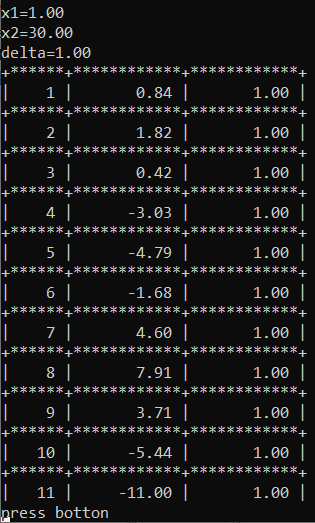 x1=1.00
x2=30.00
delta=1.00
+******+************+************+
|    1 |       0.84 |       1.00 |
+******+************+************+
|    2 |       1.82 |       1.00 |
+******+************+************+
|    3 |       0.42 |       1.00 |
+******+************+************+
|    4 |      -3.03 |       1.00 |
+******+************+************+
|    5 |      -4.79 |       1.00 |
+******+************+************+
|    6 |      -1.68 |       1.00 |
+******+************+************+
|    7 |       4.60 |       1.00 |
+******+************+************+
|    8 |       7.91 |       1.00 |
+******+************+************+
|    9 |       3.71 |       1.00 |
+******+************+************+
|   10 |      -5.44 |       1.00 |
+******+************+************+
|   11 |     -11.00 |       1.00 |
press botton